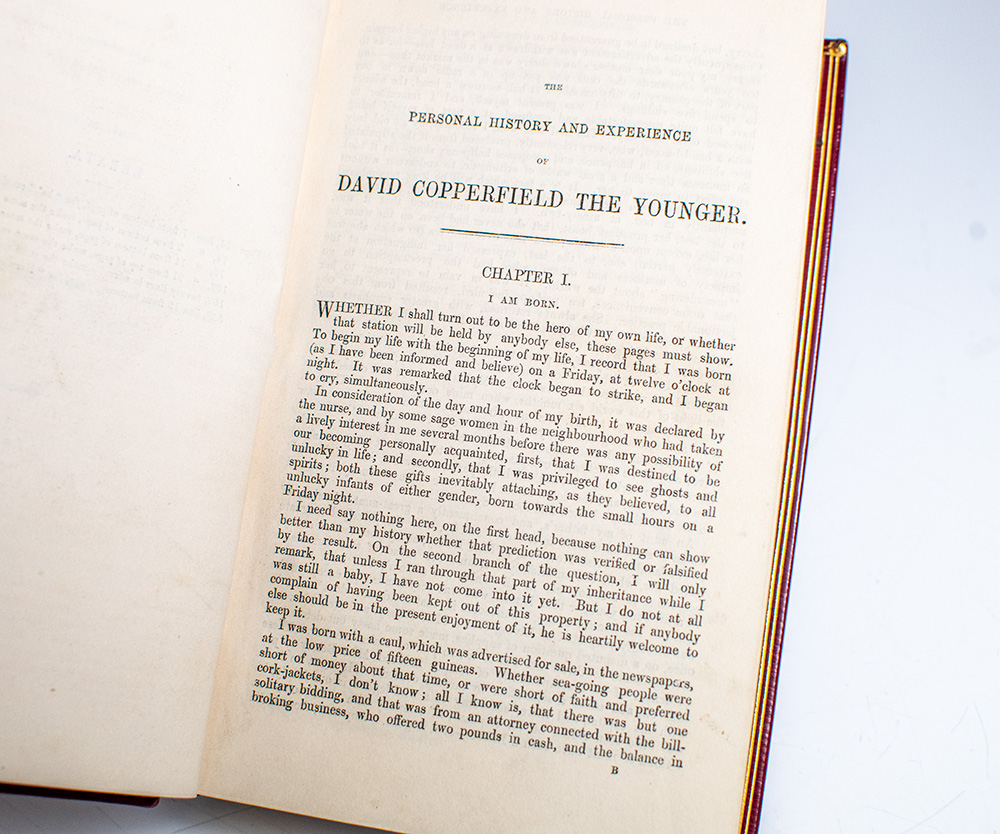 THE
PERSONAL HISTORY AND EXPERIENCE
OF
DAVID COPPERFIELD THE YOUNGER.
CHAPTER I.
I AM BORN.
WHETHER I shall turn out to be the hero of my own life, or whether
that station will be held by anybody else, these pages must show.
To begin my life with the beginning of my life, I record that I was born
(as I have been informed and believe) on a Friday, at twelve o'clock at
night. It was remarked that the clock began to strike, and I began
to cry, simultaneously.
In consideration of the day and hour of my birth, it was declared by
the nurse, and by some sage women in the neighbourhood who had taken
a lively interest in me several months before there was any possibility of
our becoming personally acquainted, first, that I was destined to be
unlucky in life; and secondly, that I was privileged to see ghosts and
spirits; both these gifts inevitably attaching, as they believed, to all
unlucky infants of either gender, born towards the small hours on a
Friday night.
I need say nothing here, on the first head, because nothing can show
better than my history whether that prediction was verified or falsified
by the result. On the second branch of the question, I will only
remark, that unless I ran through that part of my inheritance while I
was still a baby, I have not come into it yet. But I do not at all
complain of having been kept out of this property; and if anybody
else should be in the present enjoyment of it, he is heartily welcome to
keep it.
I was born with a caul, which was advertised for sale, in the newspapers,
at the low price of fifteen guineas. Whether sea-going people were
short of money about that time, or were short of faith and preferred
cork-jackets, I don't know; all I know is, that there was but one
solitary bidding, and that was from an attorney connected with the bill-
broking business, who offered two pounds in cash, and the balance in
B